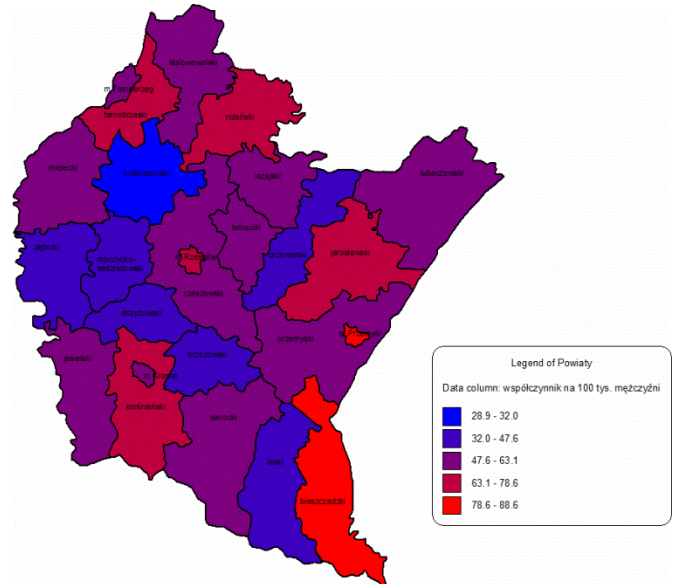 stalowowolski
m.Tarnobrzeg
tarnobrzeski
niżański
mielecki
kolbuszowski
leżajski
lubaczowski
łańcucki
dębicki
ropczycko-
sędziszowski
m.Rzeszów
przeworski
jarosławski
rzeszowski
strzyżowski
przemyski
m.Przemyśl
brzozowski
jasielski
m.Krosno
krośnieński
sanocki
leski
bieszczadzki
Legend of Powiaty
Data column: współczynnik na 100 tys. mężczyźni
28.9 - 32.0
32.0 - 47.6
47.6 - 63.1
63.1 - 78.6
78.6 - 88.6